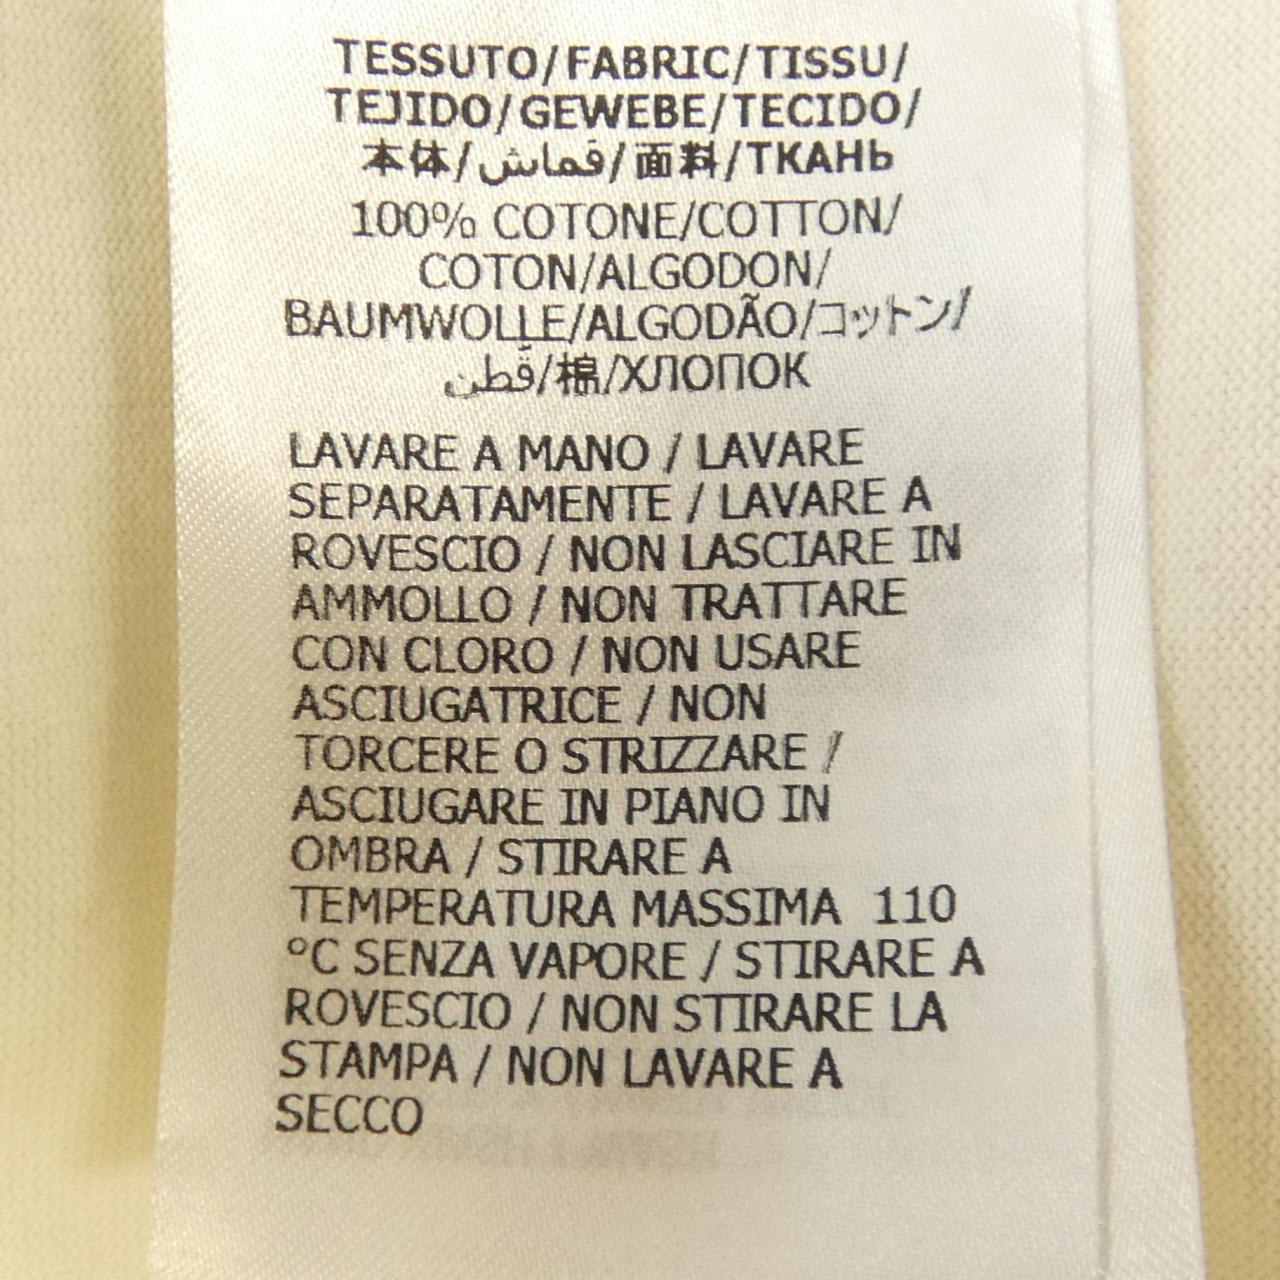 TESSUTO/FABRIC/TISSU/
TEJIDO/GEWEBE/TECIDO/
本体/قماش/面料/ТКАНЬ
100% COTONE/COTTON/
COTON/ALGODON/
BAUMWOLLE/ALGODÃO/コットン/
قطن/棉/ХЛОПОК
LAVARE A MANO / LAVARE
SEPARATAMENTE / LAVARE A
ROVESCIO / NON LASCIARE IN
AMMOLLO / NON TRATTARE
CON CLORO / NON USARE
ASCIUGATRICE / NON
TORCERE O STRIZZARE /
ASCIUGARE IN PIANO IN
OMBRA / STIRARE A
TEMPERATURA MASSIMA 110
°C SENZA VAPORE / STIRARE A
ROVESCIO / NON STIRARE LA
STAMPA / NON LAVARE A
SECCO